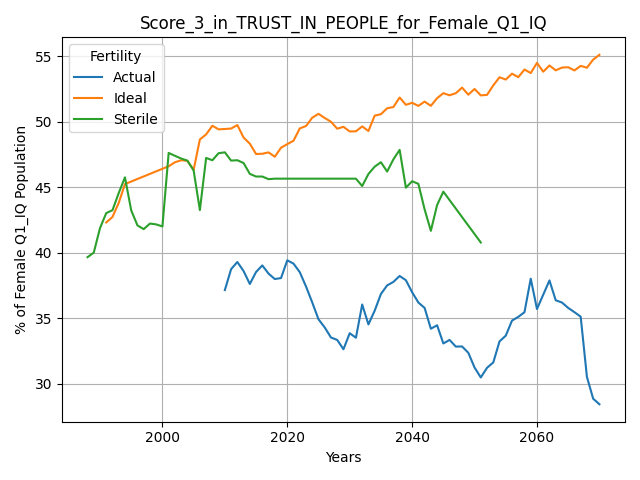 Score_3_in_TRUST_IN_PEOPLE_for_Female_Q1_IQ
Fertility
Actual
Ideal
Sterile
% of Female Q1_IQ Population
55
50
45
40
35
30
2000
2020
2040
2060
Years